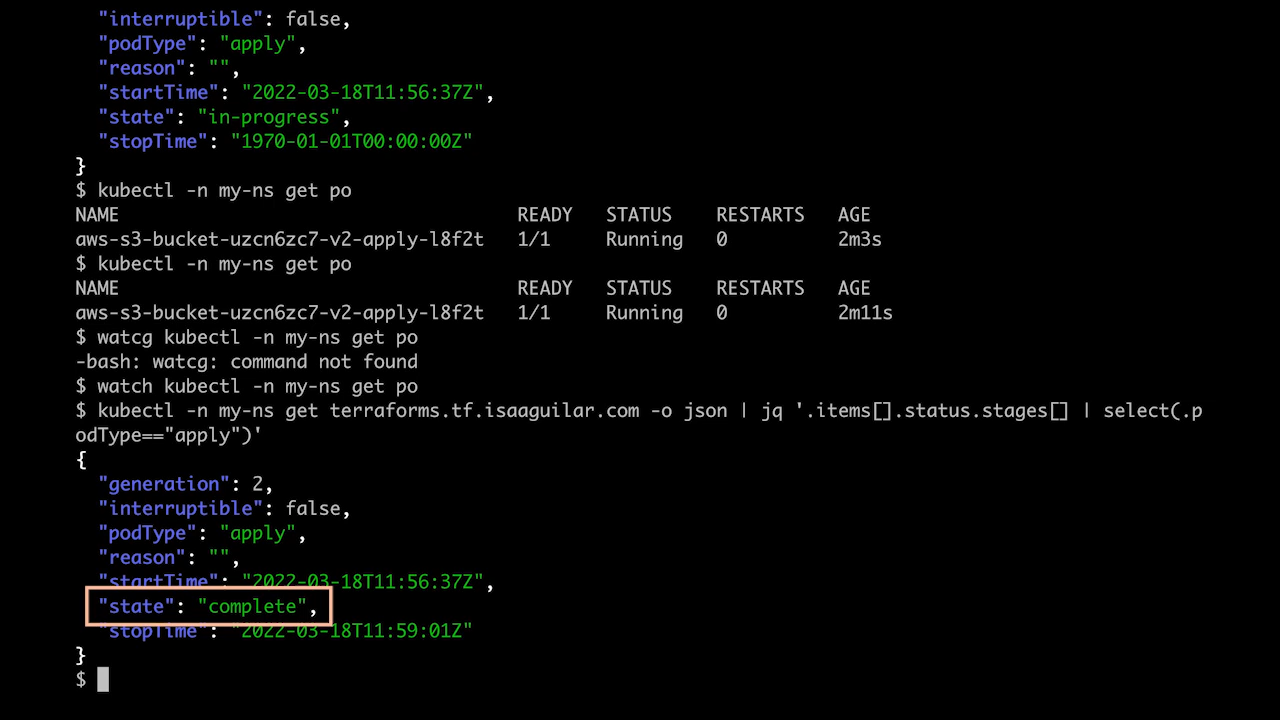 "interruptible": false,
"podType": "apply",
"reason": "",
"startTime": "2022-03-18T11:56:37Z",
"state": "in-progress",
"stopTime": "1970-01-01T00:00:00Z"
}
$ kubectl -n my-ns get po
NAME READY STATUS RESTARTS AGE
aws-s3-bucket-uzcn6zc7-v2-apply-l8f2t 1/1 Running 0 2m3s
$ kubectl -n my-ns get po
NAME READY STATUS RESTARTS AGE
aws-s3-bucket-uzcn6zc7-v2-apply-l8f2t 1/1 Running 0 2m11s
$ watcg kubectl -n my-ns get po
-bash: watcg: command not found
$ watch kubectl -n my-ns get po
$ kubectl -n my-ns get terraforms.tf.isaaguilar.com -o json | jq '.items[].status.stages[] | select(.p
odType=="apply")'
{
"generation": 2,
"interruptible": false,
"podType": "apply",
"reason": "",
"startTime": "2022-03-18T11:56:37Z",
"state": "complete",
"stopTime": "2022-03-18T11:59:01Z"
}
$